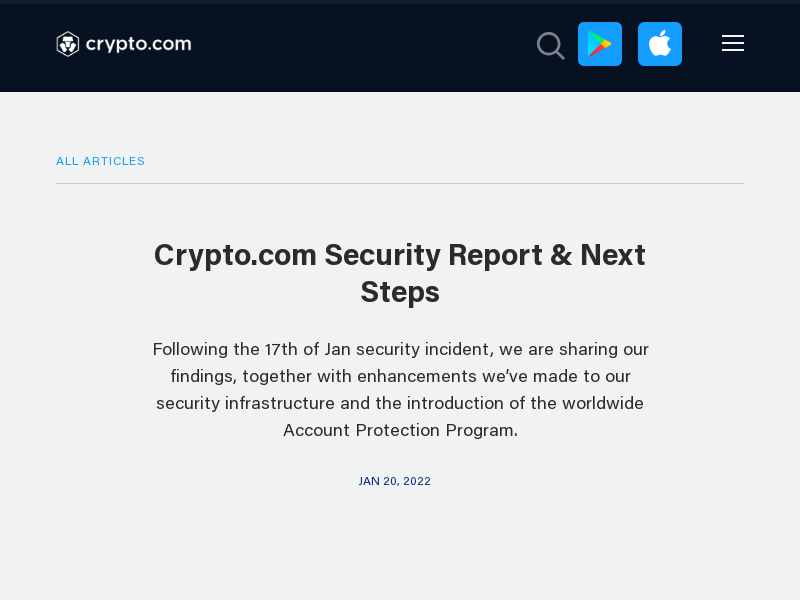 crypto.com
ALL ARTICLES
Crypto.com Security Report & Next
Steps
Following the 17th of Jan security incident, we are sharing our
findings, together with enhancements we’ve made to our
security infrastructure and the introduction of the worldwide
Account Protection Program.
JAN 20, 2022